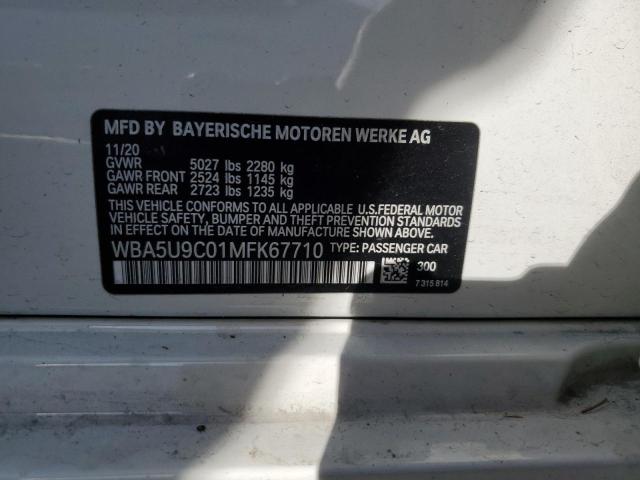 MFD BY BAYERISCHE MOTOREN WERKE AG
11/20
GVWR 5027 lbs 2280 kg
GAWR FRONT 2524 lbs 1145 kg
GAWR REAR 2723 lbs 1235 kg
THIS VEHICLE CONFORMS TO ALL APPLICABLE U.S.FEDERAL MOTOR
VEHICLE SAFETY, BUMPER AND THEFT PREVENTION STANDARDS
IN EFFECT ON THE DATE OF MANUFACTURE SHOWN ABOVE.
WBA5U9C01MFK67710 TYPE: PASSENGER CAR
300
7 315 814